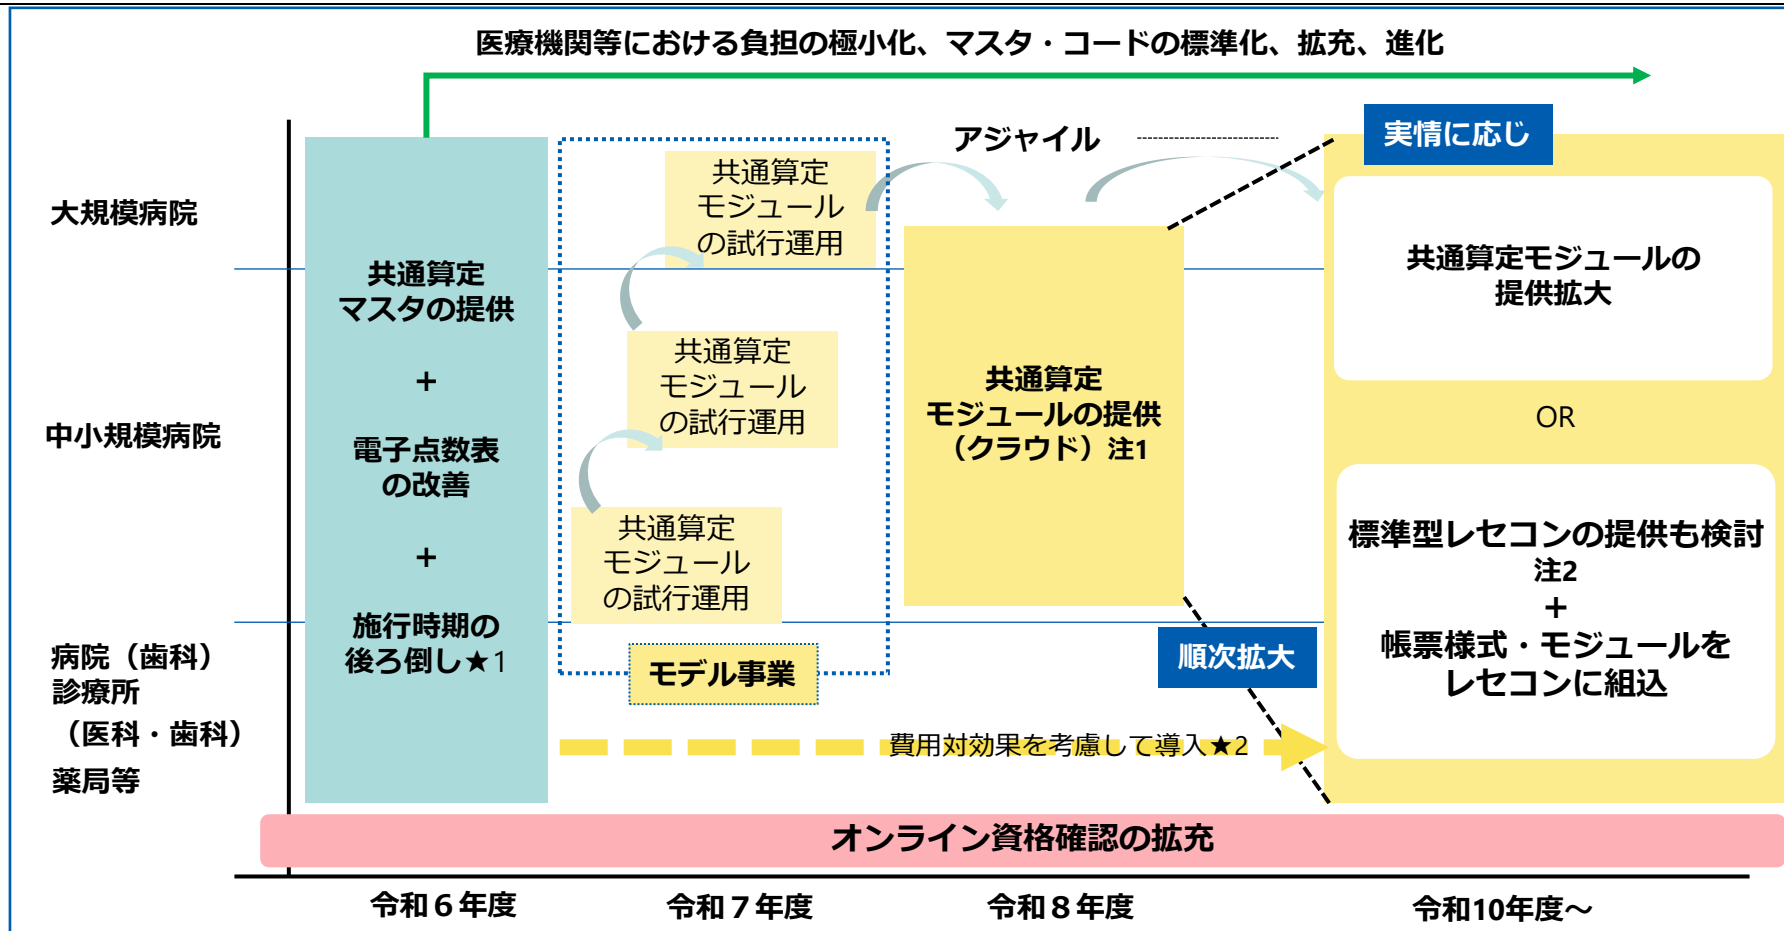 医療機関等における負担の極小化、マスタ・コードの標準化、拡充、進化
大規模病院
中小規模病院
病院（歯科）
診療所
（医科・歯科）
薬局等
共通算定
マスタの提供
+
電子点数表
の改善
+
施行時期の
後ろ倒し★1
共通算定
モジュール
の試行運用
共通算定
モジュール
の試行運用
共通算定
モジュール
の試行運用
モデル事業
アジャイル
共通算定
モジュールの提供
（クラウド）注1
順次拡大
費用対効果を考慮して導入★2
実情に応じ
共通算定モジュールの
提供拡大
OR
標準型レセコンの提供も検討
注2
+
帳票様式・モジュールを
レセコンに組込
オンライン資格確認の拡充
令和６年度
令和７年度
令和８年度
令和10年度～